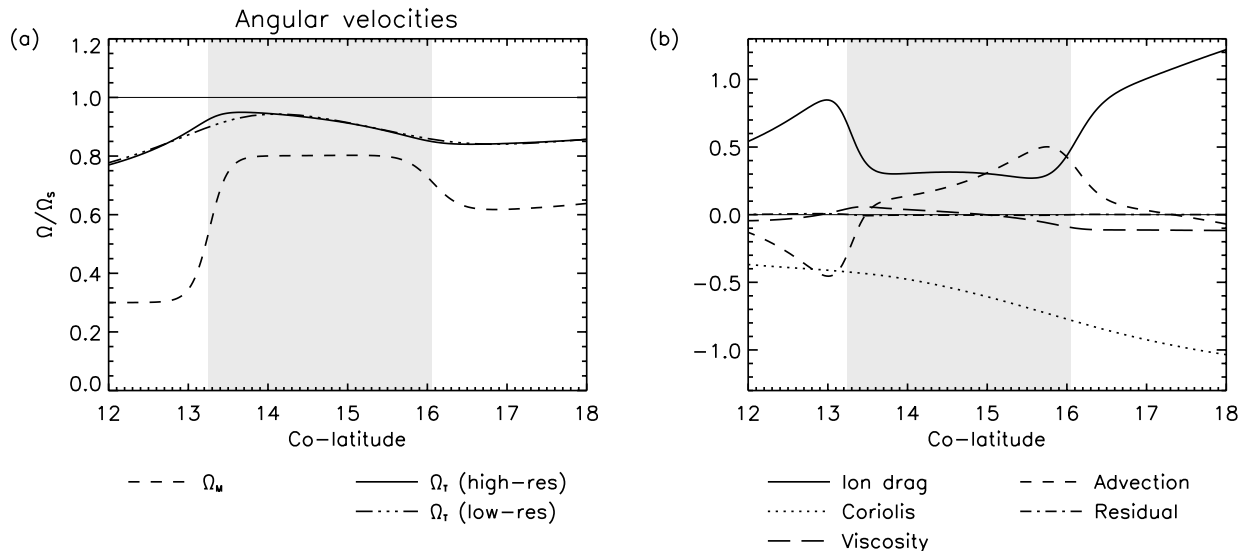 Angular velocities
(a)
1.2
1.0
0.8
0.6
0.4
0.2
0.0
Ω/Ωs
12 13 14 15 16 17 18
Co-latitude
ΩM
ΩT (high-res)
ΩT (low-res)
(b)
1.0
0.5
0.0
-0.5
-1.0
12 13 14 15 16 17 18
Co-latitude
Ion drag
Coriolis
Viscosity
Advection
Residual